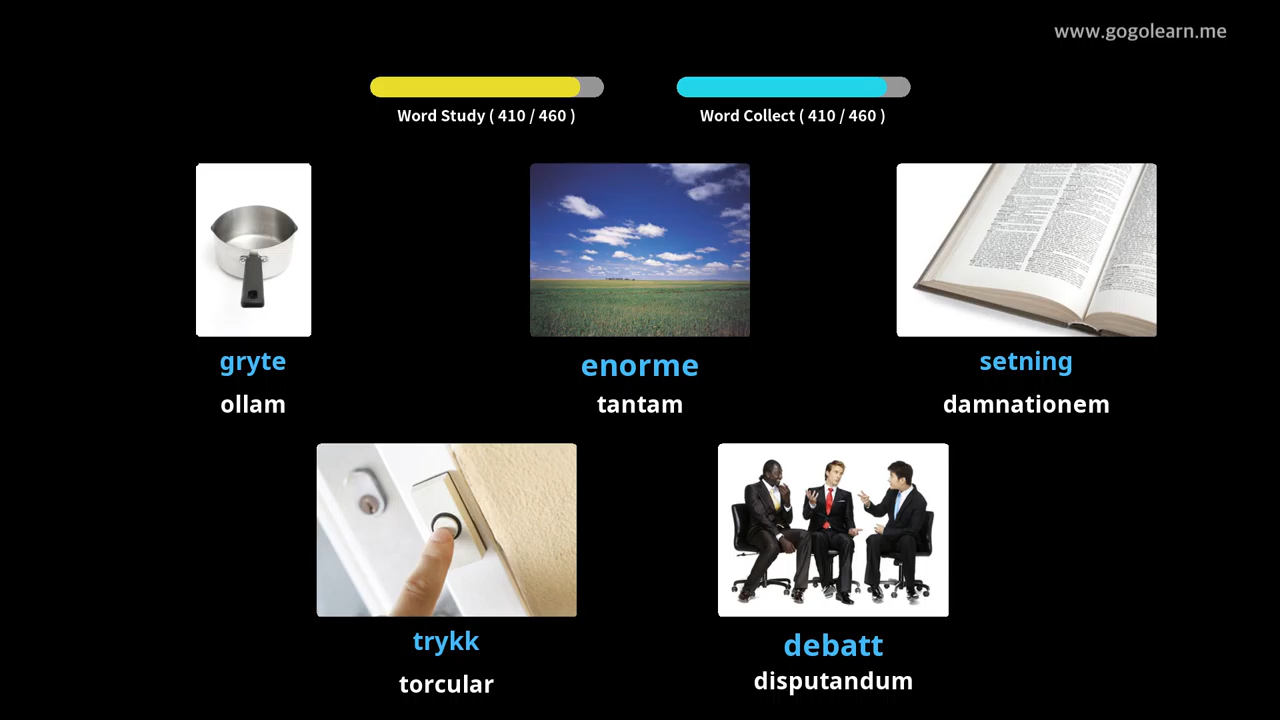 www.gogolearn.me
Word Study ( 410 / 460 )
Word Collect ( 410 / 460 )
gryte
ollam
enorme
tantam
setning
damnationem
trykk
torcular
debatt
disputandum